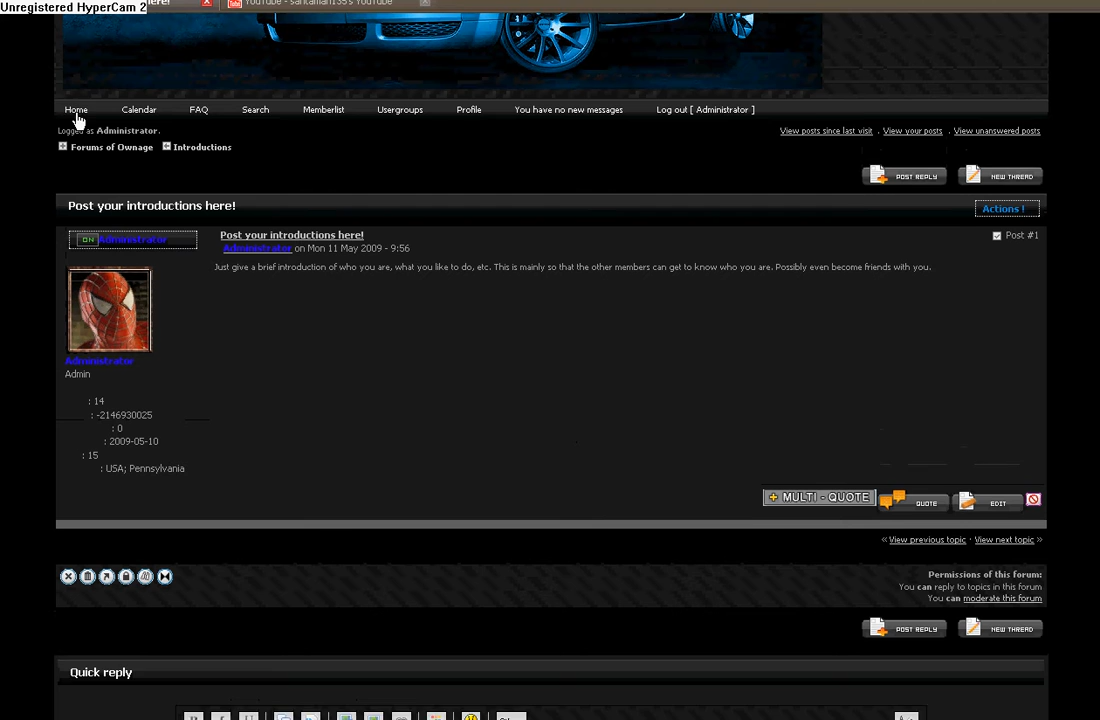 Unregistered HyperCam 2
here!
YouTube - santaman135's YouTube
Home Calendar FAQ Search Memberlist Usergroups Profile You have no new messages Log out [ Administrator ]
Logged as Administrator.
View posts since last visit . View your posts . View unanswered posts
Forums of Ownage Introductions
POST REPLY NEW THREAD
Post your introductions here!
Actions !
ON Administrator
Post your introductions here!
Post #1
Administrator on Mon 11 May 2009 - 9:56
Just give a brief introduction of who you are, what you like to do, etc. This is mainly so that the other members can get to know who you are. Possibly even become friends with you.
Administrator
Admin
: 14
: -2146930025
: 0
: 2009-05-10
: 15
: USA; Pennsylvania
+ MULTI - QUOTE QUOTE EDIT
« View previous topic · View next topic »
Permissions of this forum:
You can reply to topics in this forum
You can moderate this forum
POST REPLY NEW THREAD
Quick reply